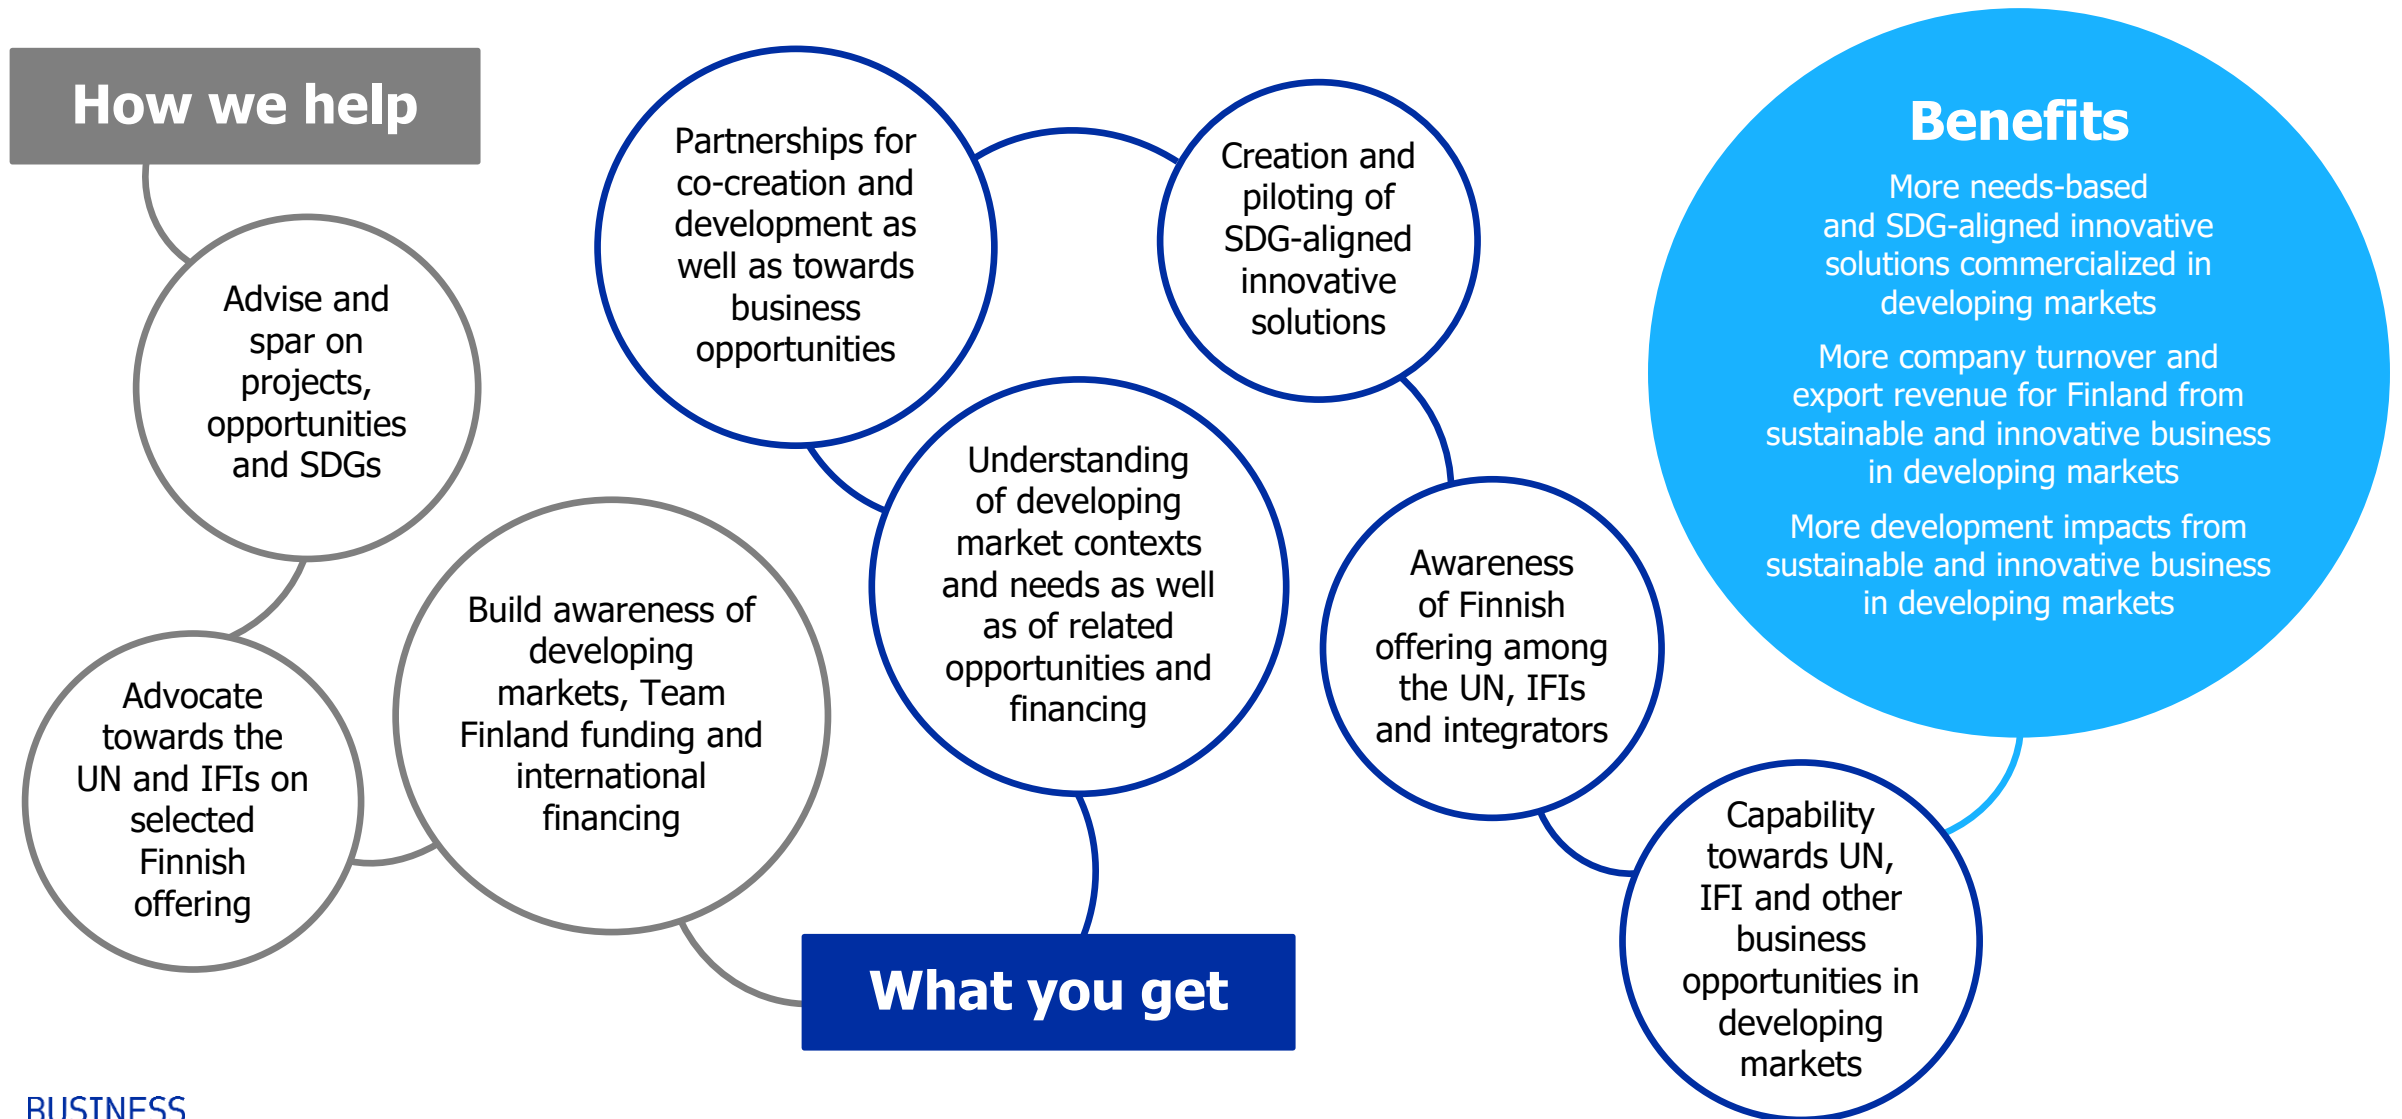 How we help
Advise and
spar on
projects,
opportunities
and SDGs
Advocate
towards the
UN and IFIs on
selected
Finnish
offering
Build awareness of
developing
markets, Team
Finland funding and
international
financing
What you get
Understanding
of developing
market contexts
and needs as well
as of related
opportunities and
financing
Partnerships for
co-creation and
development as
well as towards
business
opportunities
Creation and
piloting of
SDG-aligned
innovative
solutions
Awareness
of Finnish
offering among
the UN, IFIs
and integrators
Capability
towards UN,
IFI and other
business
opportunities in
developing
markets
Benefits
More needs-based
and SDG-aligned innovative
solutions commercialized in
developing markets
More company turnover and
export revenue for Finland from
sustainable and innovative business
in developing markets
More development impacts from
sustainable and innovative business
in developing markets
BUSINESS